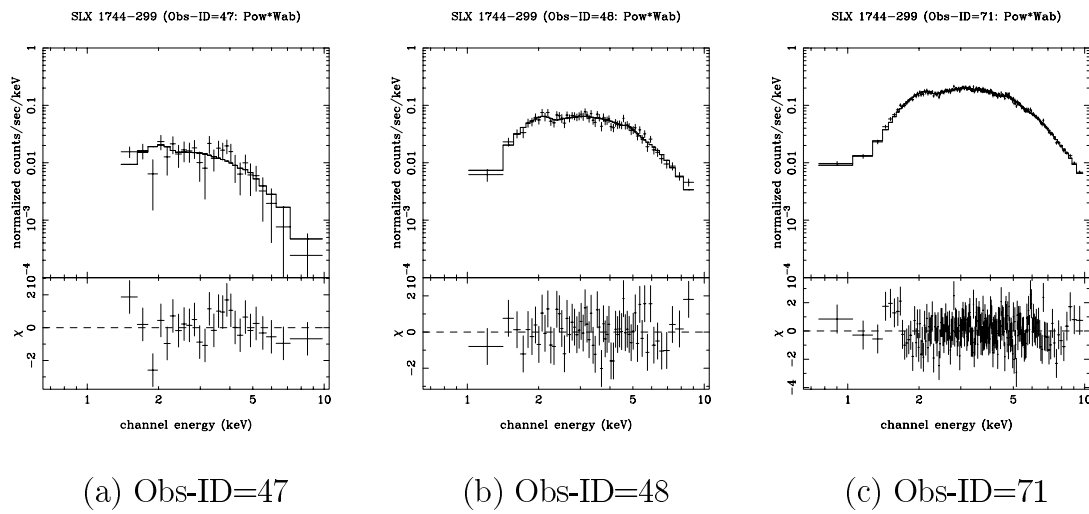 SLX 1744−299 (Obs−ID=47: Pow*Wab)
normalized counts/sec/keV
1
0.1
0.01
10−3
10−4
χ
2
0
−2
1
2
5
10
channel energy (keV)
(a) Obs-ID=47
SLX 1744−299 (Obs−ID=48: Pow*Wab)
normalized counts/sec/keV
1
0.1
0.01
10−3
10−4
χ
2
0
−2
1
2
5
10
channel energy (keV)
(b) Obs-ID=48
SLX 1744−299 (Obs−ID=71: Pow*Wab)
normalized counts/sec/keV
1
0.1
0.01
10−3
10−4
χ
2
0
−2
−4
1
2
5
10
channel energy (keV)
(c) Obs-ID=71